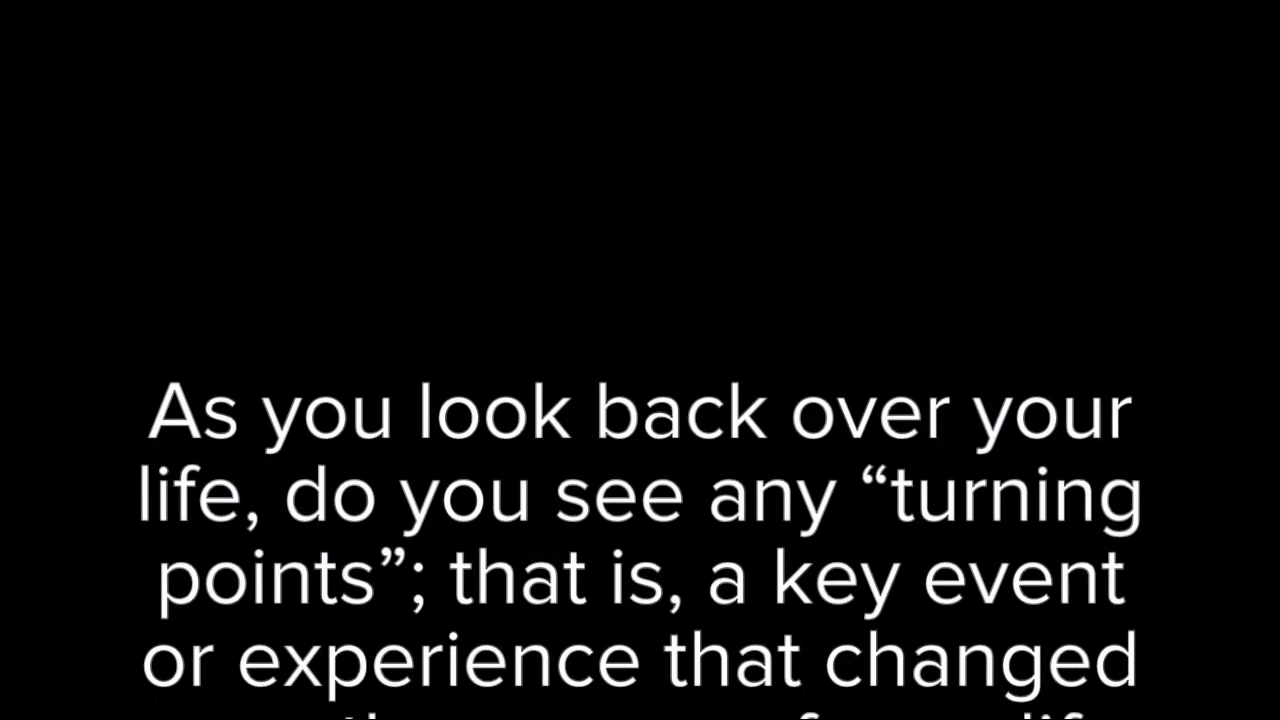 As you look back over your
life, do you see any “turning
points”; that is, a key event
or experience that changed